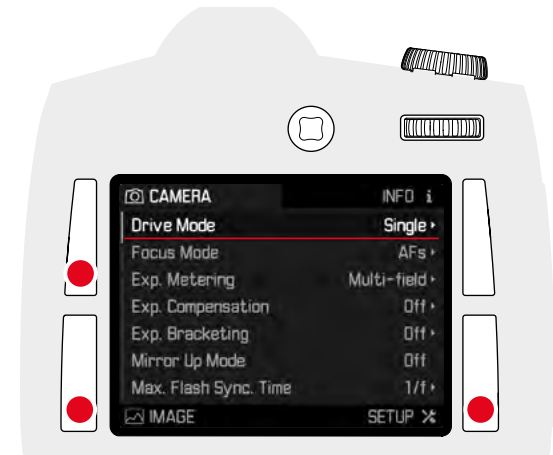 CAMERA INFO i
Drive Mode Single
Focus Mode AFs
Exp. Metering Multi-field
Exp. Compensation Off
Exp. Bracketing Off
Mirror Up Mode Off
Max. Flash Sync. Time 1/f
IMAGE SETUP